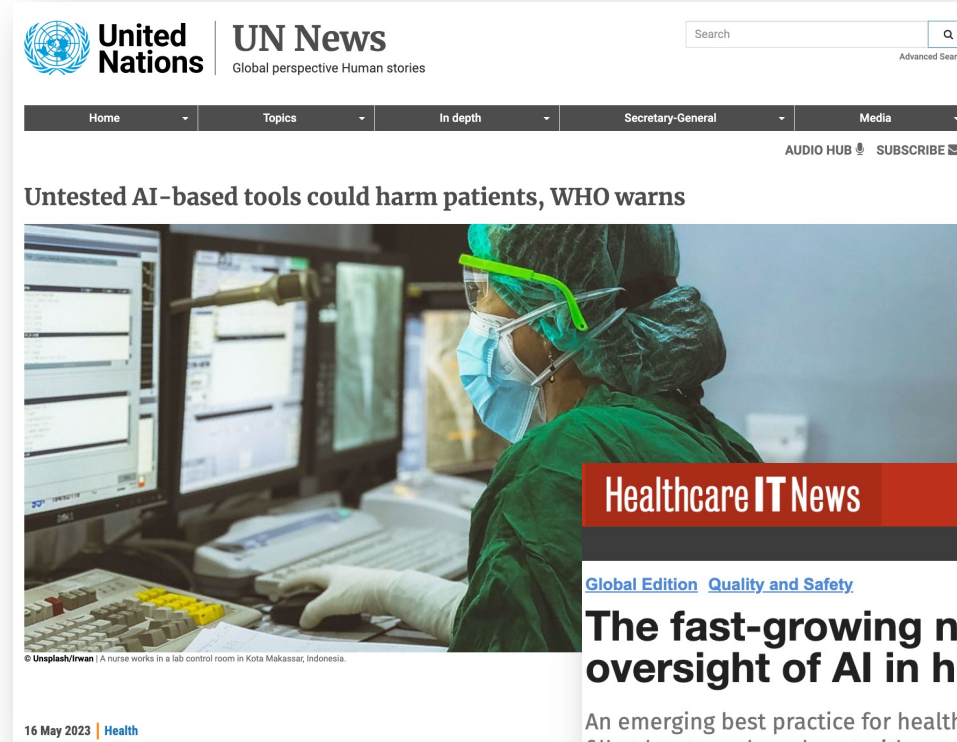 United
Nations
UN News
Global perspective Human stories
Search
Advanced Sear
Home
Topics
In depth
Secretary-General
Media
AUDIO HUB
SUBSCRIBE
Untested AI-based tools could harm patients, WHO warns
DELL
© Unsplash/Irwan | A nurse works in a lab control room in Kota Makassar, Indonesia.
16 May 2023 | Health
Healthcare IT News
Global Edition Quality and Safety
The fast-growing n
oversight of AI in h
An emerging best practice for health